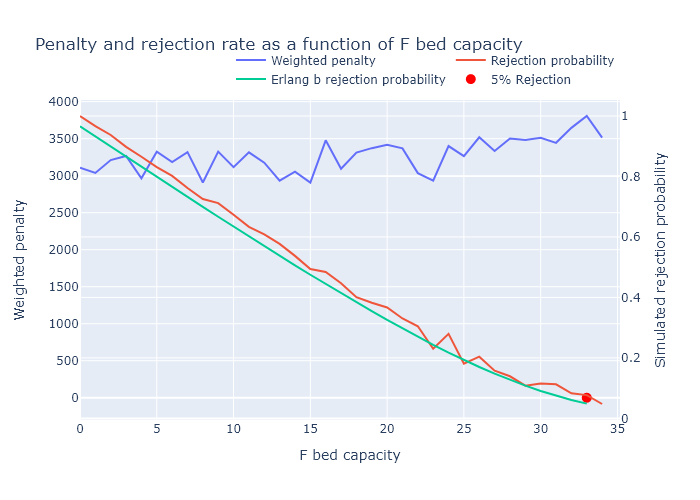 Penalty and rejection rate as a function of F bed capacity
Weighted penalty
Rejection probability
Erlang b rejection probability
5% Rejection
4000
3500
3000
2500
2000
1500
1000
500
0
1
0.8
0.6
0.4
0.2
0
0
5
10
15
20
25
30
35
Weighted penalty
Simulated rejection probability
F bed capacity